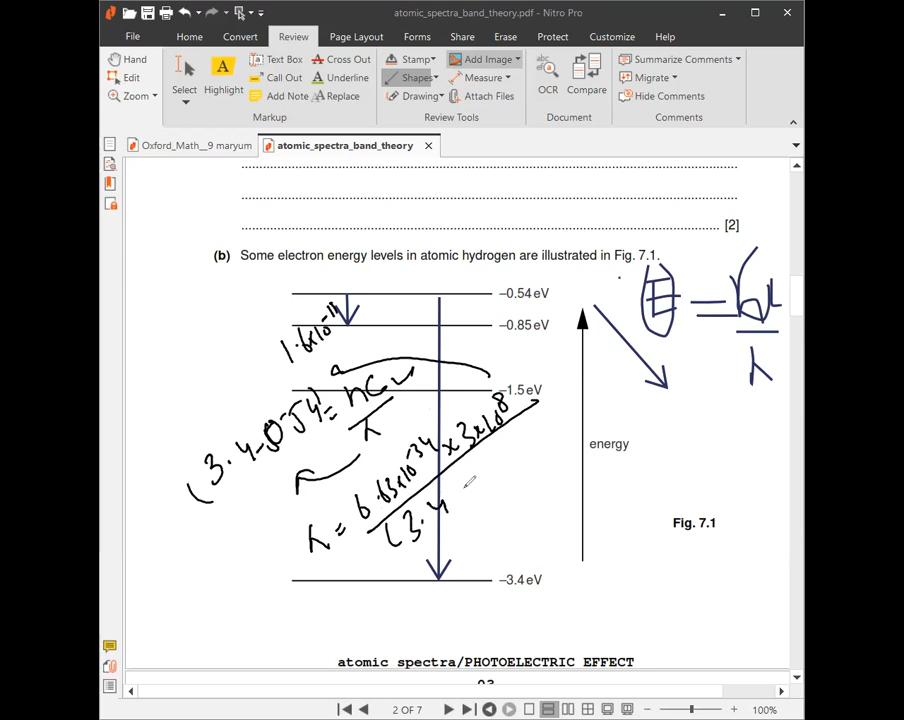 atomic_spectra_band_theory.pdf - Nitro Pro
File Home Convert Review Page Layout Forms Share Erase Protect Customize Help
Hand
Edit
Zoom
Select
Highlight
Text Box
Call Out
Add Note
Cross Out
Underline
Replace
Markup
Stamp
Shapes
Drawing
Add Image
Measure
Attach Files
Review Tools
OCR
Compare
Document
Summarize Comments
Migrate
Hide Comments
Comments
Oxford_Math__9 maryum
atomic_spectra_band_theory
[2]
(b) Some electron energy levels in atomic hydrogen are illustrated in Fig. 7.1.
–0.54 eV
–0.85 eV
–1.5 eV
–3.4 eV
energy
Fig. 7.1
E = hc/λ
(3.4-0.54) = hc/λ
λ = 6.63x10-34 x 3x10 8
(3.4
atomic spectra/PHOTOELECTRIC EFFECT
2 OF 7
100%